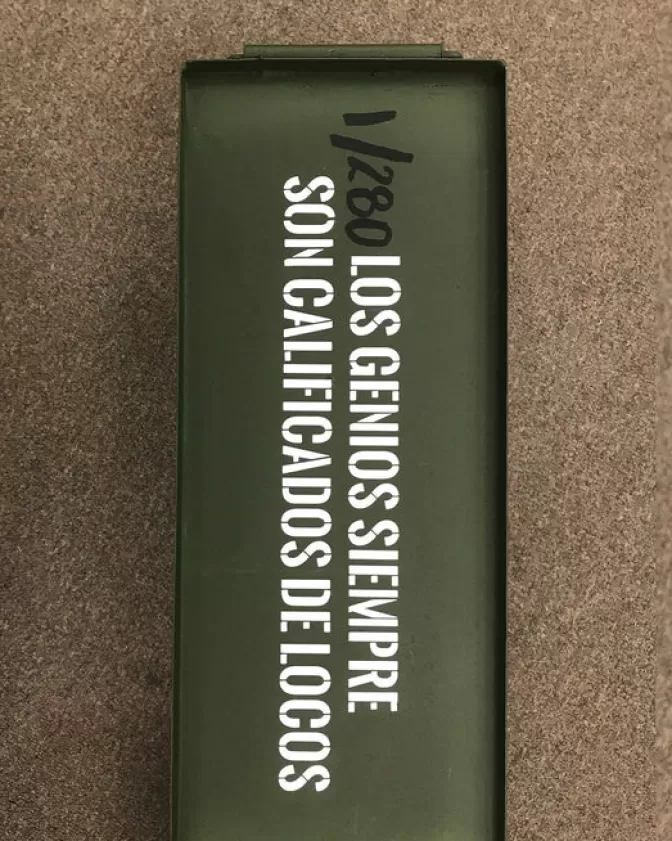 1/280
LOS GENIOS SIEMPRE
SON CALIFICADOS DE LOCOS